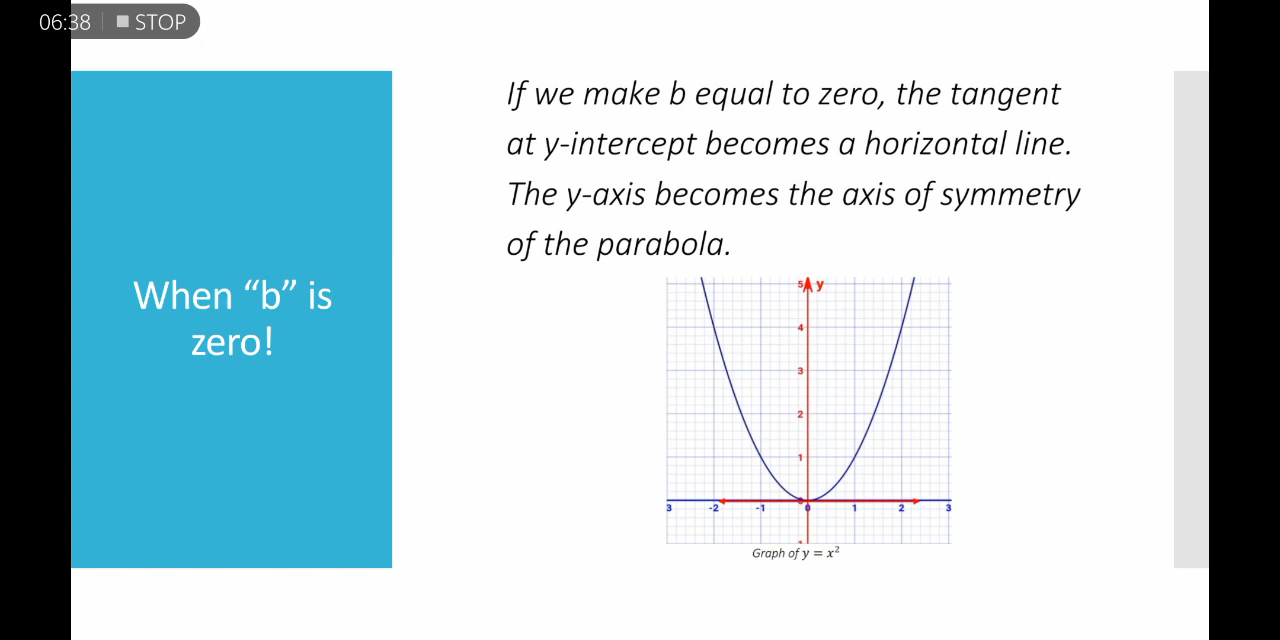 06:38 STOP
When “b” is
zero!
If we make b equal to zero, the tangent
at y-intercept becomes a horizontal line.
The y-axis becomes the axis of symmetry
of the parabola.
5 y
4
3
2
1
3 -2 -1 0 1 2 3
Graph of y = x²